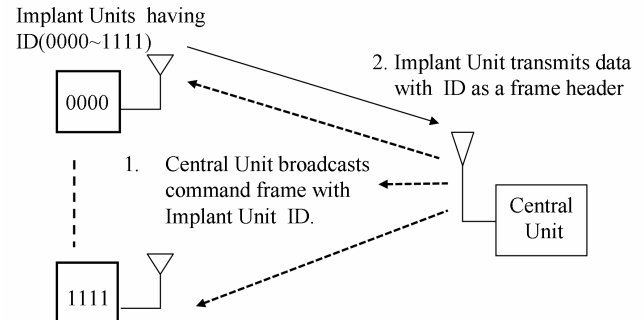 Implant Units having
ID(0000~1111)
0000
2. Implant Unit transmits data
with ID as a frame header
1. Central Unit broadcasts
command frame with
Implant Unit ID.
Central
Unit
1111